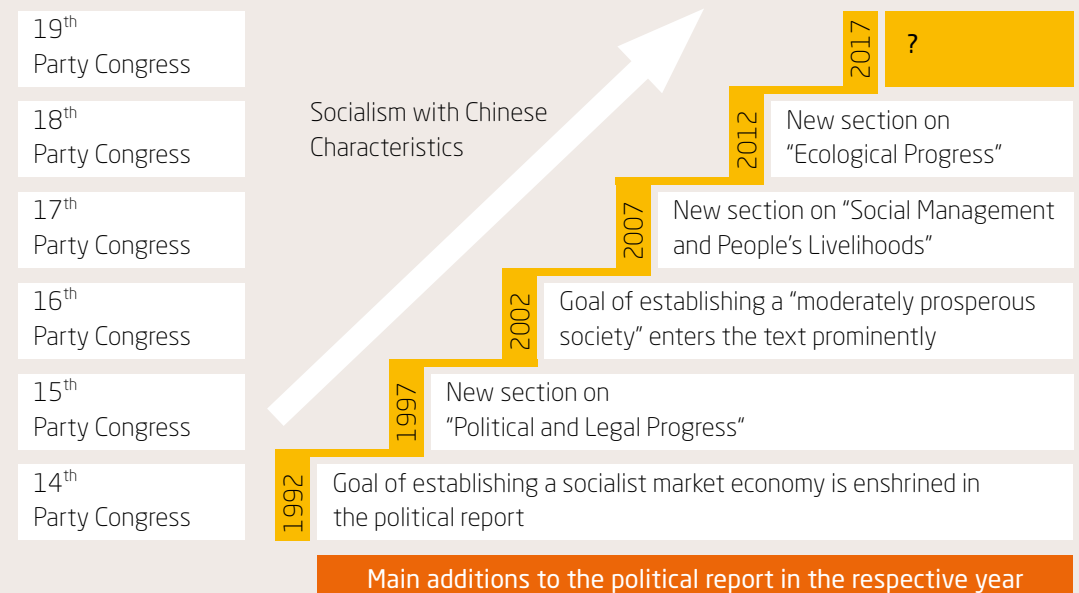 19th
Party Congress
2017
?
18th
Party Congress
Socialism with Chinese
Characteristics
2012
New section on
“Ecological Progress”
17th
Party Congress
2007
New section on “Social Management
and People’s Livelihoods”
16th
Party Congress
2002
Goal of establishing a “moderately prosperous
society” enters the text prominently
15th
Party Congress
1997
New section on
“Political and Legal Progress“
14th
Party Congress
1992
Goal of establishing a socialist market economy is enshrined in
the political report
Main additions to the political report in the respective year